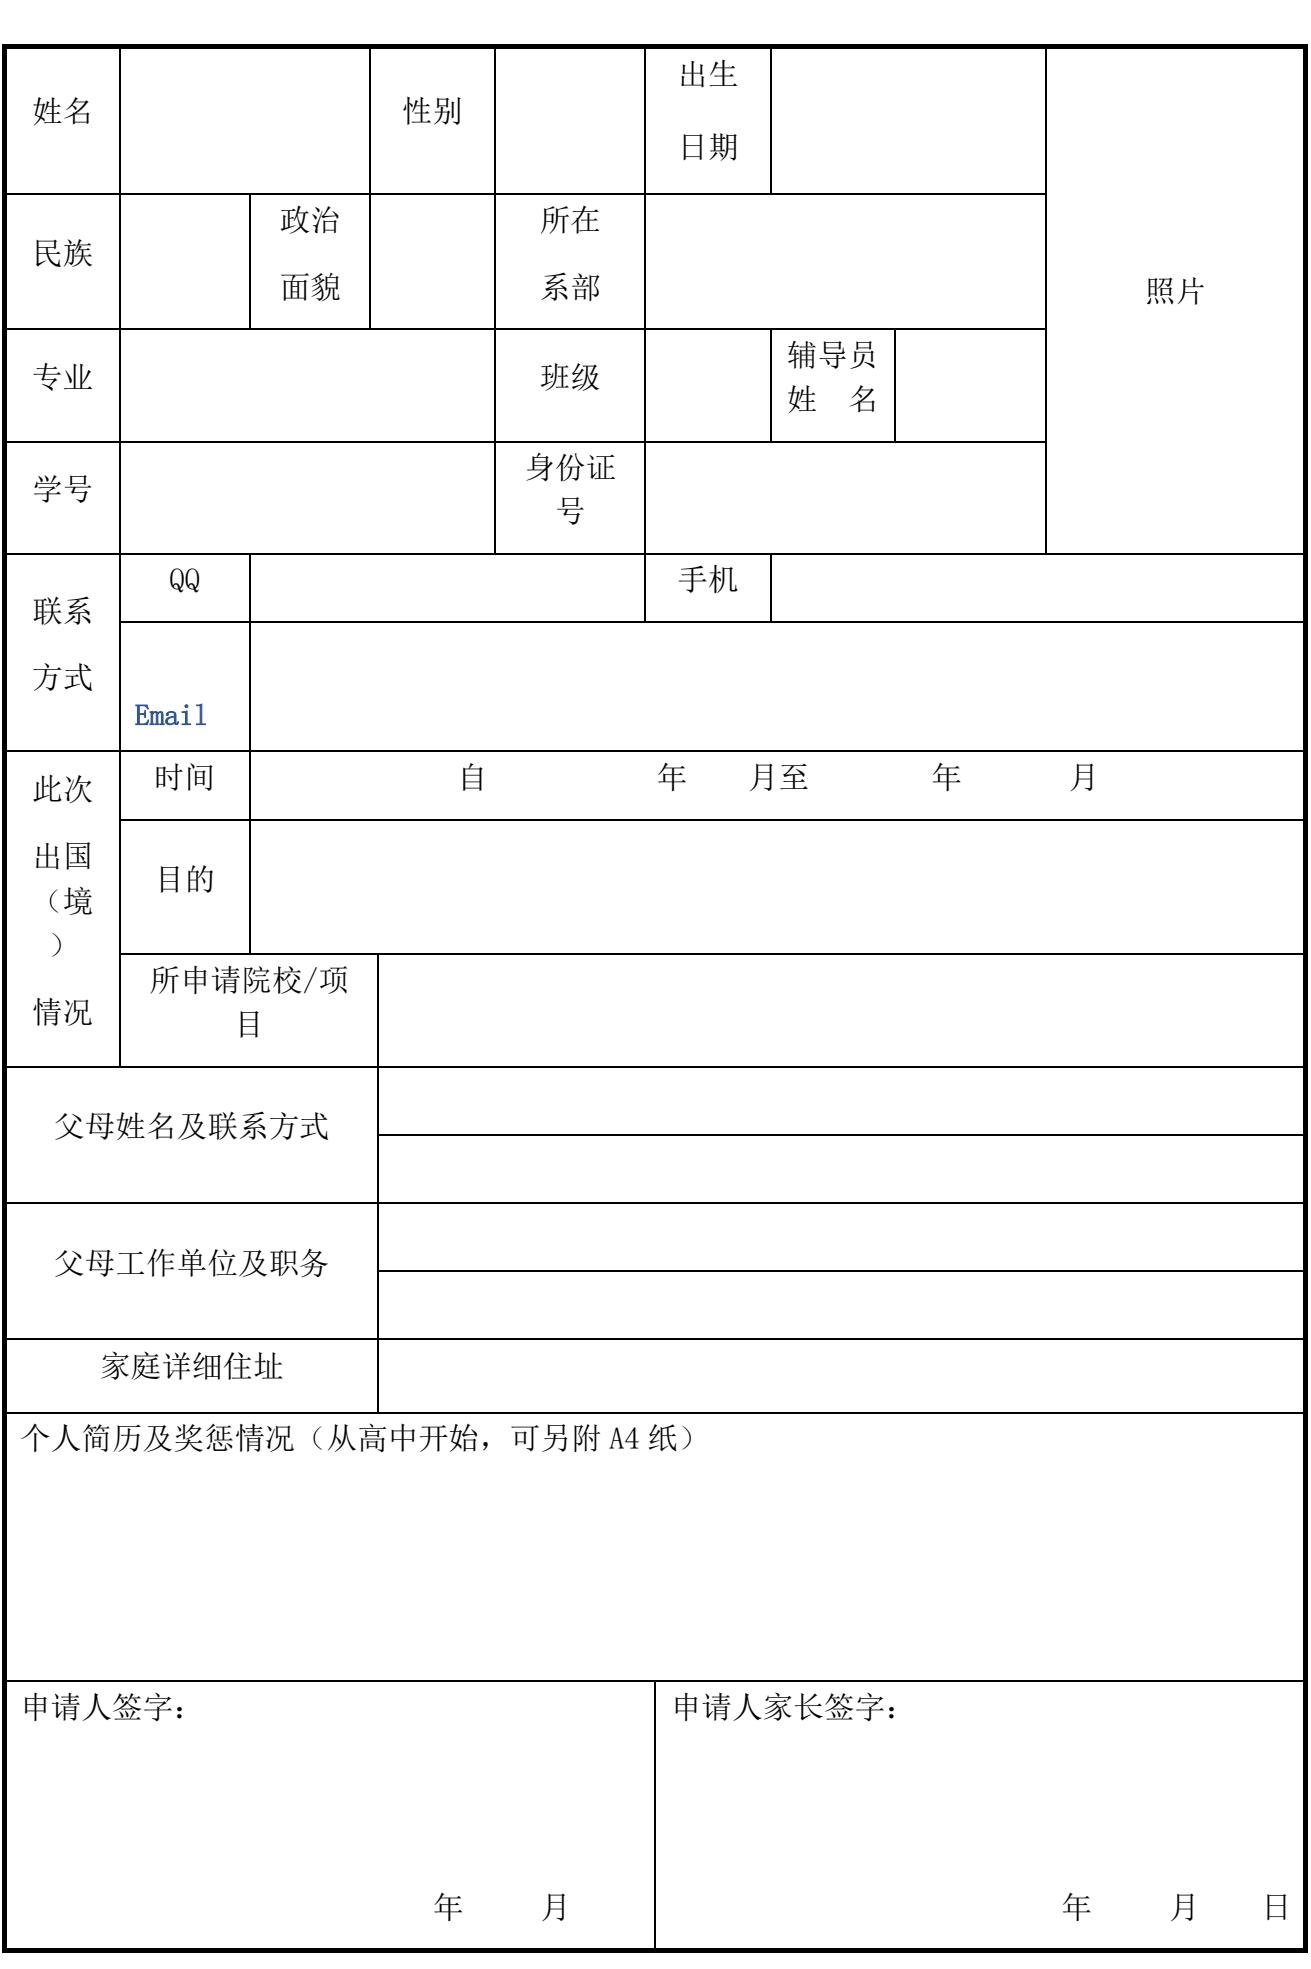 姓名
性别
出生
日期
照片
民族
政治
面貌
所在
系部
专业
班级
辅导员
姓 名
学号
身份证
号
联系
方式
QQ
手机
Email
此次
出国
（境
）
情况
时间
自 年 月至 年 月
目的
所申请院校/项
目
父母姓名及联系方式
父母工作单位及职务
家庭详细住址
个人简历及奖惩情况（从高中开始，可另附 A4 纸）
申请人签字：
年 月
申请人家长签字：
年 月 日